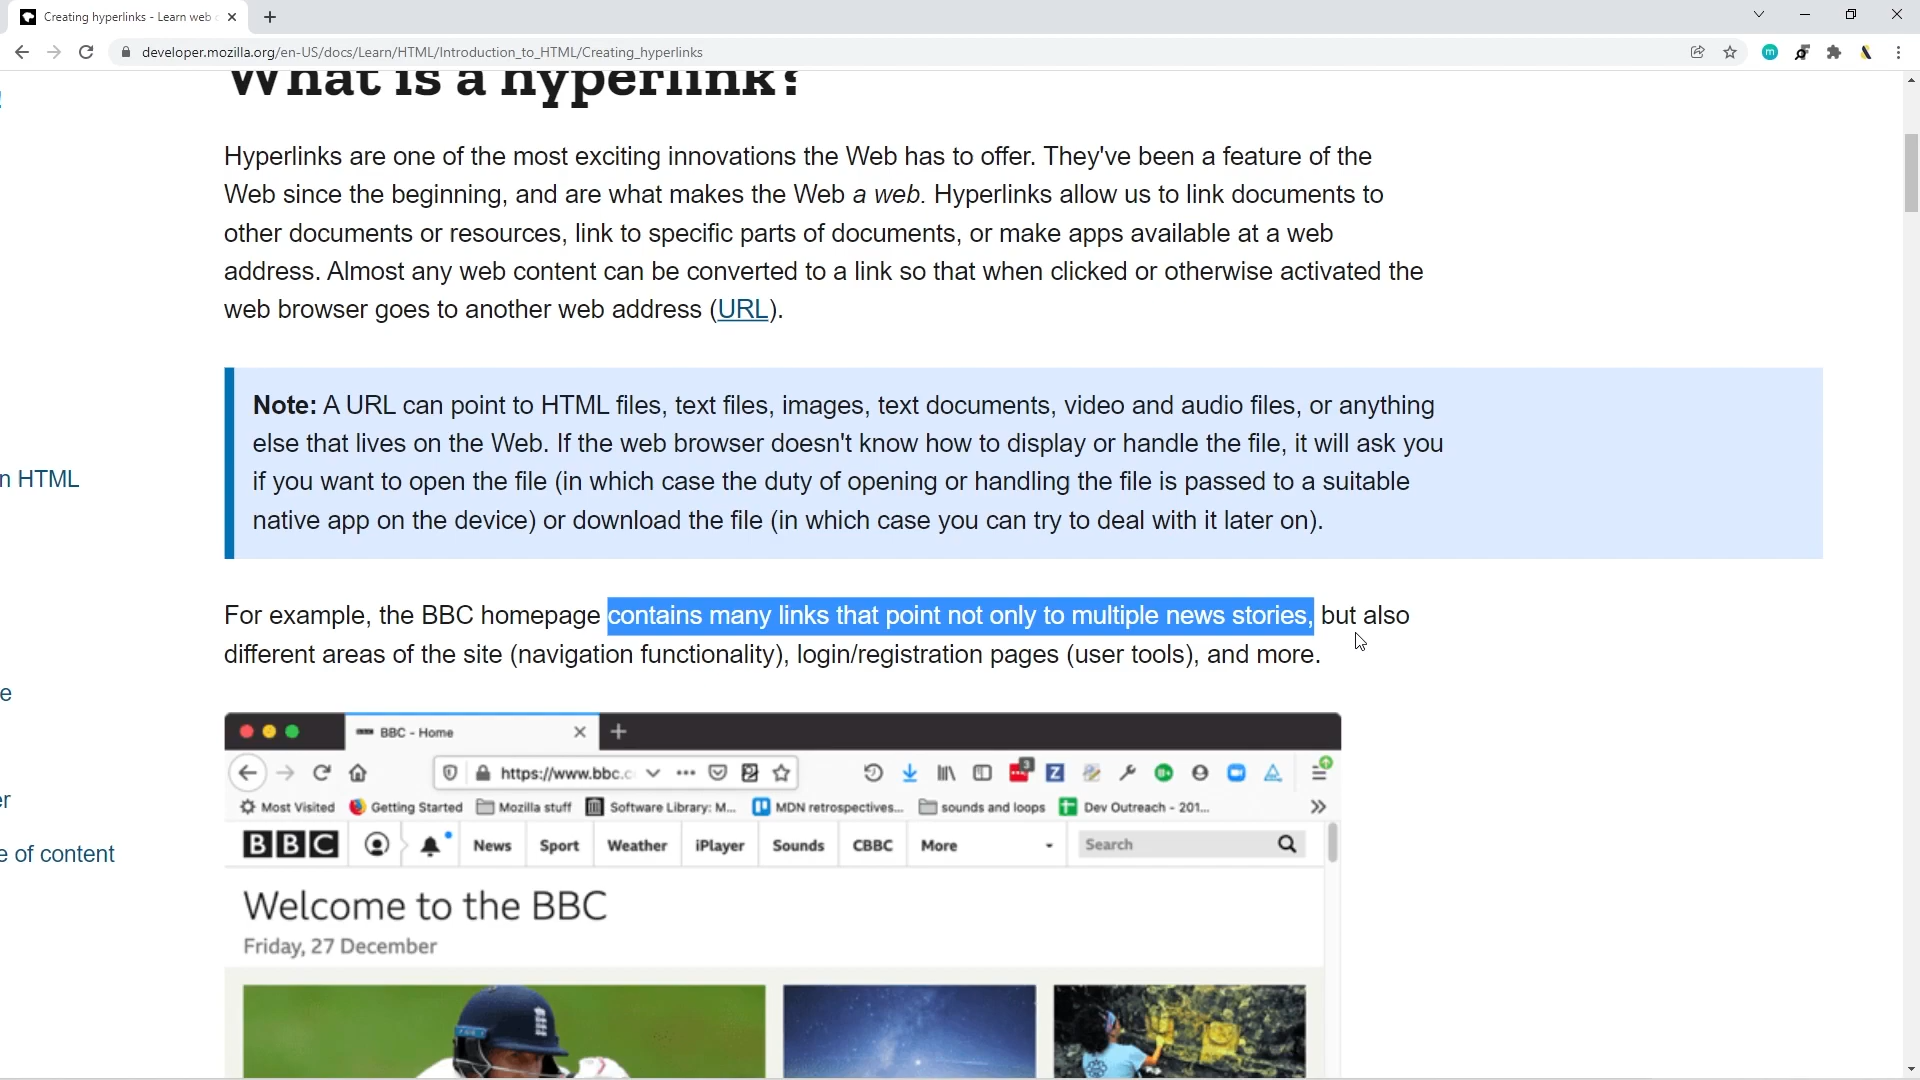 Creating hyperlinks - Learn web
developer.mozilla.org/en-US/docs/Learn/HTML/Introduction_to_HTML/Creating_hyperlinks
What is a hyperlink?
Hyperlinks are one of the most exciting innovations the Web has to offer. They've been a feature of the
Web since the beginning, and are what makes the Web a web. Hyperlinks allow us to link documents to
other documents or resources, link to specific parts of documents, or make apps available at a web
address. Almost any web content can be converted to a link so that when clicked or otherwise activated the
web browser goes to another web address (URL).
Note: A URL can point to HTML files, text files, images, text documents, video and audio files, or anything
else that lives on the Web. If the web browser doesn't know how to display or handle the file, it will ask you
n HTML
if you want to open the file (in which case the duty of opening or handling the file is passed to a suitable
native app on the device) or download the file (in which case you can try to deal with it later on).
For example, the BBC homepage contains many links that point not only to multiple news stories, but also
different areas of the site (navigation functionality), login/registration pages (user tools), and more.
e
BBC - Home
https://www.bbc.c
3
er
Most Visited Getting Started Mozilla stuff Software Library: M... MDN retrospectives... sounds and loops Dev Outreach - 201...
BBC News Sport Weather iPlayer Sounds CBBC More Search
e of content
Welcome to the BBC
Friday, 27 December